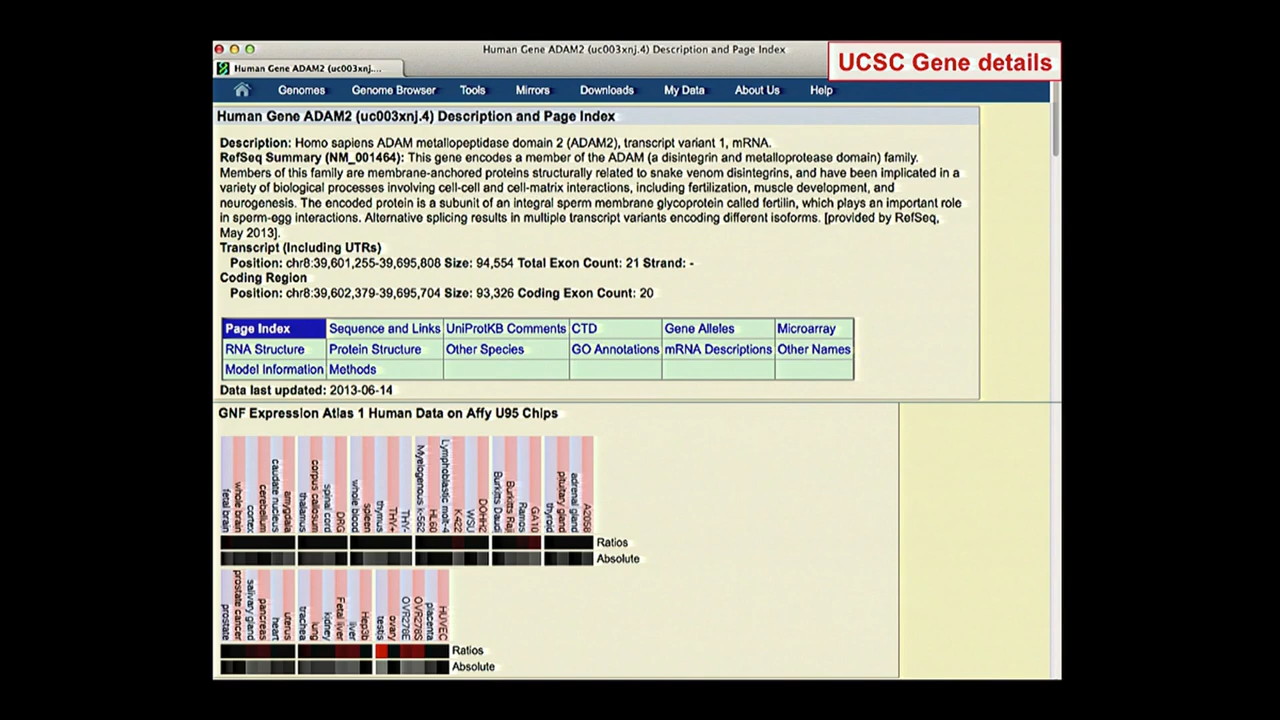 Human Gene ADAM2 (uc003xnj.4) Description and Page Index
UCSC Gene details
Human Gene ADAM2 (uc003xnj....
Genomes Genome Browser Tools Mirrors Downloads My Data About Us Help
Human Gene ADAM2 (uc003xnj.4) Description and Page Index
Description: Homo sapiens ADAM metallopeptidase domain 2 (ADAM2), transcript variant 1, mRNA.
RefSeq Summary (NM_001464): This gene encodes a member of the ADAM (a disintegrin and metalloprotease domain) family.
Members of this family are membrane-anchored proteins structurally related to snake venom disintegrins, and have been implicated in a
variety of biological processes involving cell-cell and cell-matrix interactions, including fertilization, muscle development, and
neurogenesis. The encoded protein is a subunit of an integral sperm membrane glycoprotein called fertilin, which plays an important role
in sperm-egg interactions. Alternative splicing results in multiple transcript variants encoding different isoforms. [provided by RefSeq,
May 2013].
Transcript (Including UTRs)
Position: chr8:39,601,255-39,695,808 Size: 94,554 Total Exon Count: 21 Strand: -
Coding Region
Position: chr8:39,602,379-39,695,704 Size: 93,326 Coding Exon Count: 20
Page Index Sequence and Links UniProtKB Comments CTD Gene Alleles Microarray
RNA Structure Protein Structure Other Species GO Annotations mRNA Descriptions Other Names
Model Information Methods
Data last updated: 2013-06-14
GNF Expression Atlas 1 Human Data on Affy U95 Chips
fetal brain
whole brain
cortex
cerebellum
caudate nucleus
amygdala
thalamus
corpus callosum
spinal cord
DRG
whole blood
spleen
thymus
THY+
THY-
Myelogenous k-562
HL60
Lymphoblastic molt-4
K422
WSU
DOHH2
Burkitts Daudi
Burkitts Raji
Ramos
GA10
thyroid
pituitary gland
adrenal gland
A2058
Ratios
Absolute
prostate
prostate cancer
salivary gland
pancreas
heart
uterus
trachea
lung
kidney
Fetal liver
liver
Hep3b
testis
ovary
OVR278E
OVR278S
placenta
HUVEC
Ratios
Absolute